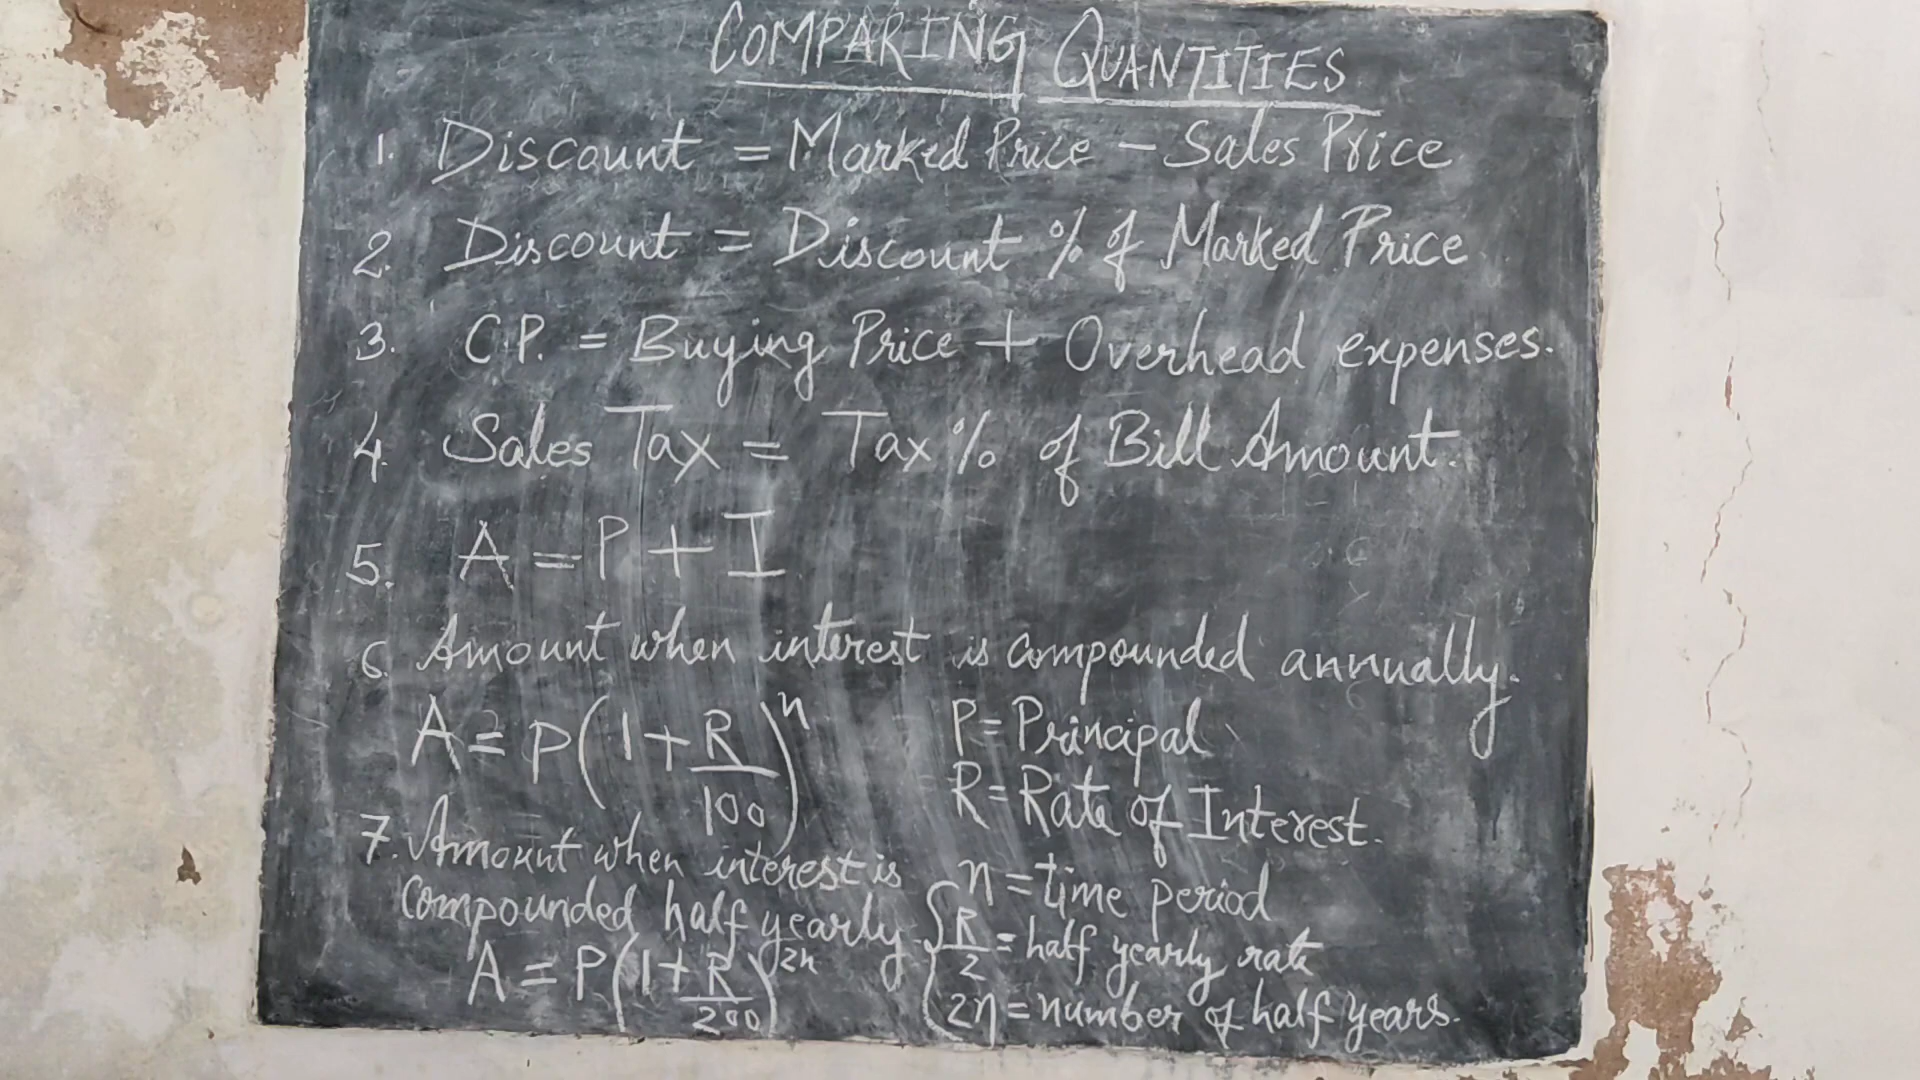 COMPARING QUANTITIES
1. Discount = Marked Price - Sales Price
2. Discount = Discount % of Marked Price
3. C.P. = Buying Price + Overhead expenses.
4. Sales Tax = Tax % of Bill Amount.
5. A = P + I
6. Amount when interest is compounded annually.
A = P(1 + R/100)^n
P = Principal
R = Rate of Interest.
n = time period
7. Amount when interest is
compounded half yearly.
A = P(1 + R/200)^2n
R/2 = half yearly rate
2n = number of half years.